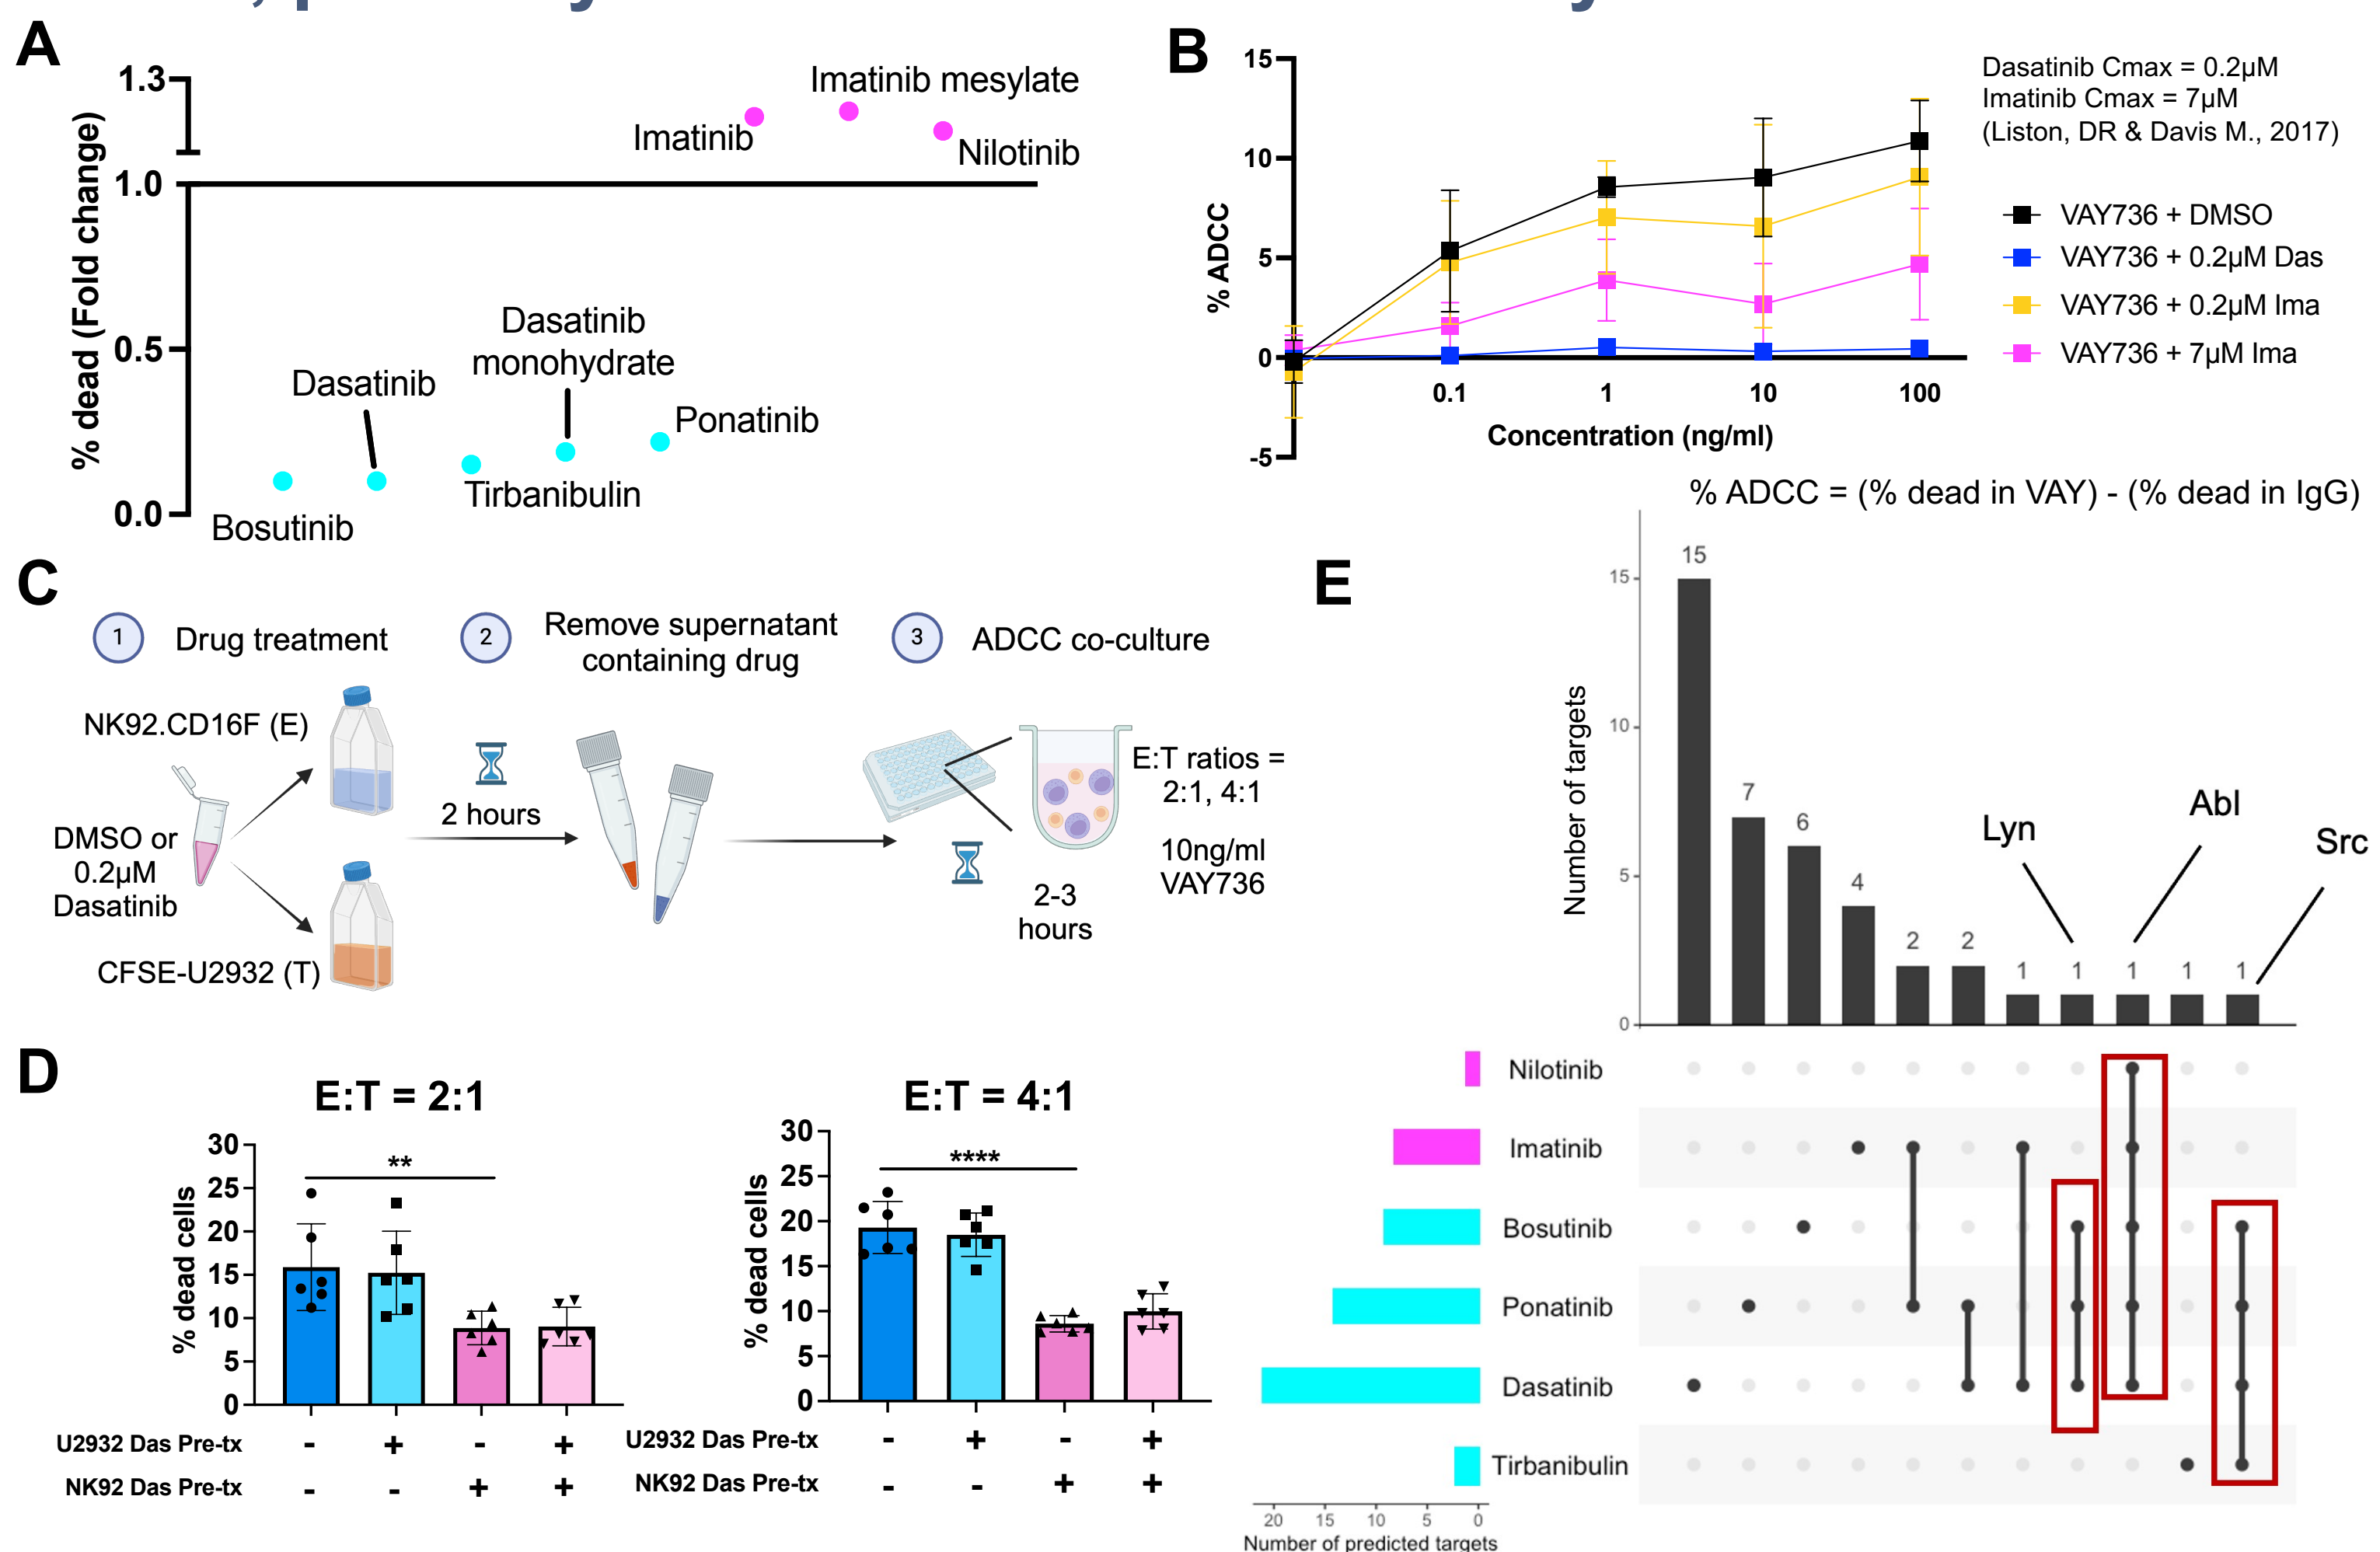 A
1.3
1.0
0.5
0.0
% dead (Fold change)
Imatinib mesylate
Imatinib
Nilotinib
Dasatinib
monohydrate
Dasatinib
Ponatinib
Tirbanibulin
Bosutinib
B
15
10
5
0
-5
% ADCC
0.1
1
10
100
Concentration (ng/ml)
Dasatinib Cmax = 0.2µM
Imatinib Cmax = 7µM
(Liston, DR & Davis M., 2017)
VAY736 + DMSO
VAY736 + 0.2µM Das
VAY736 + 0.2µM Ima
VAY736 + 7µM Ima
% ADCC = (% dead in VAY) - (% dead in IgG)
C
1
Drug treatment
2
Remove supernatant
containing drug
3
ADCC co-culture
NK92.CD16F (E)
DMSO or
0.2µM
Dasatinib
CFSE-U2932 (T)
2 hours
2-3
hours
E:T ratios =
2:1, 4:1
10ng/ml
VAY736
D
E:T = 2:1
30
25
20
15
10
5
0
% dead cells
**
U2932 Das Pre-tx - + - +
NK92 Das Pre-tx - - + +
E:T = 4:1
30
25
20
15
10
5
0
% dead cells
****
U2932 Das Pre-tx - + - +
NK92 Das Pre-tx - - + +
E
15
10
5
0
Number of targets
15
7
6
4
2
2
1
1
1
1
1
Lyn
Abl
Src
Nilotinib
Imatinib
Bosutinib
Ponatinib
Dasatinib
Tirbanibulin
20 15 10 5 0
Number of predicted targets